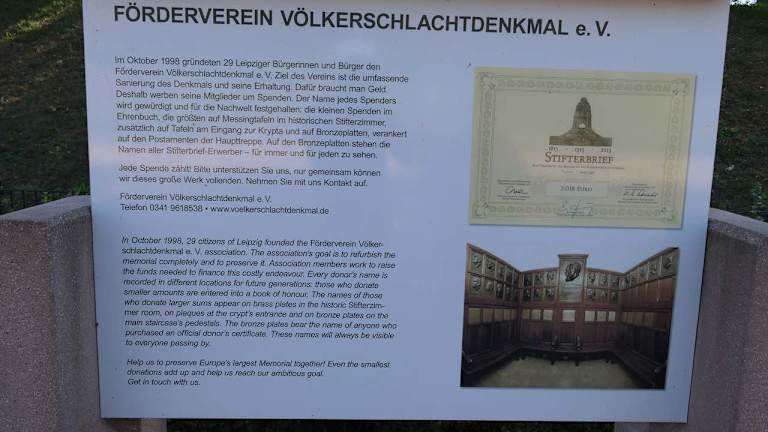 FÖRDERVEREIN VÖLKERSCHLACHTDENKMAL e. V.
Im Oktober 1998 gründeten 29 Leipziger Bürgerinnen und Bürger den
Förderverein Völkerschlachtdenkmal e. V. Ziel des Vereins ist die umfassende
Sanierung des Denkmals und seine Erhaltung. Dafür braucht man Geld.
Deshalb werben seine Mitglieder um Spenden. Der Name jedes Spenders
wird gewürdigt und für die Nachwelt festgehalten: die kleinen Spenden im
Ehrenbuch, die größten auf Messingtafeln im historischen Stifterzimmer,
zusätzlich auf Tafeln am Eingang zur Krypta und auf Bronzeplatten, verankert
auf den Postamenten der Haupttreppe. Auf den Bronzeplatten stehen die
Namen aller Stifterbrief-Erwerber – für immer und für jeden zu sehen.
Jede Spende zählt! Bitte unterstützen Sie uns, nur gemeinsam können
wir dieses große Werk vollenden. Nehmen Sie mit uns Kontakt auf.
Förderverein Völkerschlachtdenkmal e. V.
Telefon 0341 9618538 • www.voelkerschlachtdenkmal.de
In October 1998, 29 citizens of Leipzig founded the Förderverein Völker-
schlachtdenkmal e. V. association. The association's goal is to refurbish the
memorial completely and to preserve it. Association members work to raise
the funds needed to finance this costly endeavour. Every donor's name is
recorded in different locations for future generations: those who donate
smaller amounts are entered into a book of honour. The names of those
who donate larger sums appear on brass plates in the historic Stifterzim-
mer room, on plaques at the crypt's entrance and on bronze plates on the
main staircase's pedestals. The bronze plates bear the name of anyone who
purchased an official donor's certificate. These names will always be visible
to everyone passing by.
Help us to preserve Europe's largest Memorial together! Even the smallest
donations add up and help us reach our ambitious goal.
Get in touch with us.
1813 - 1913 - 2013
STIFTERBRIEF